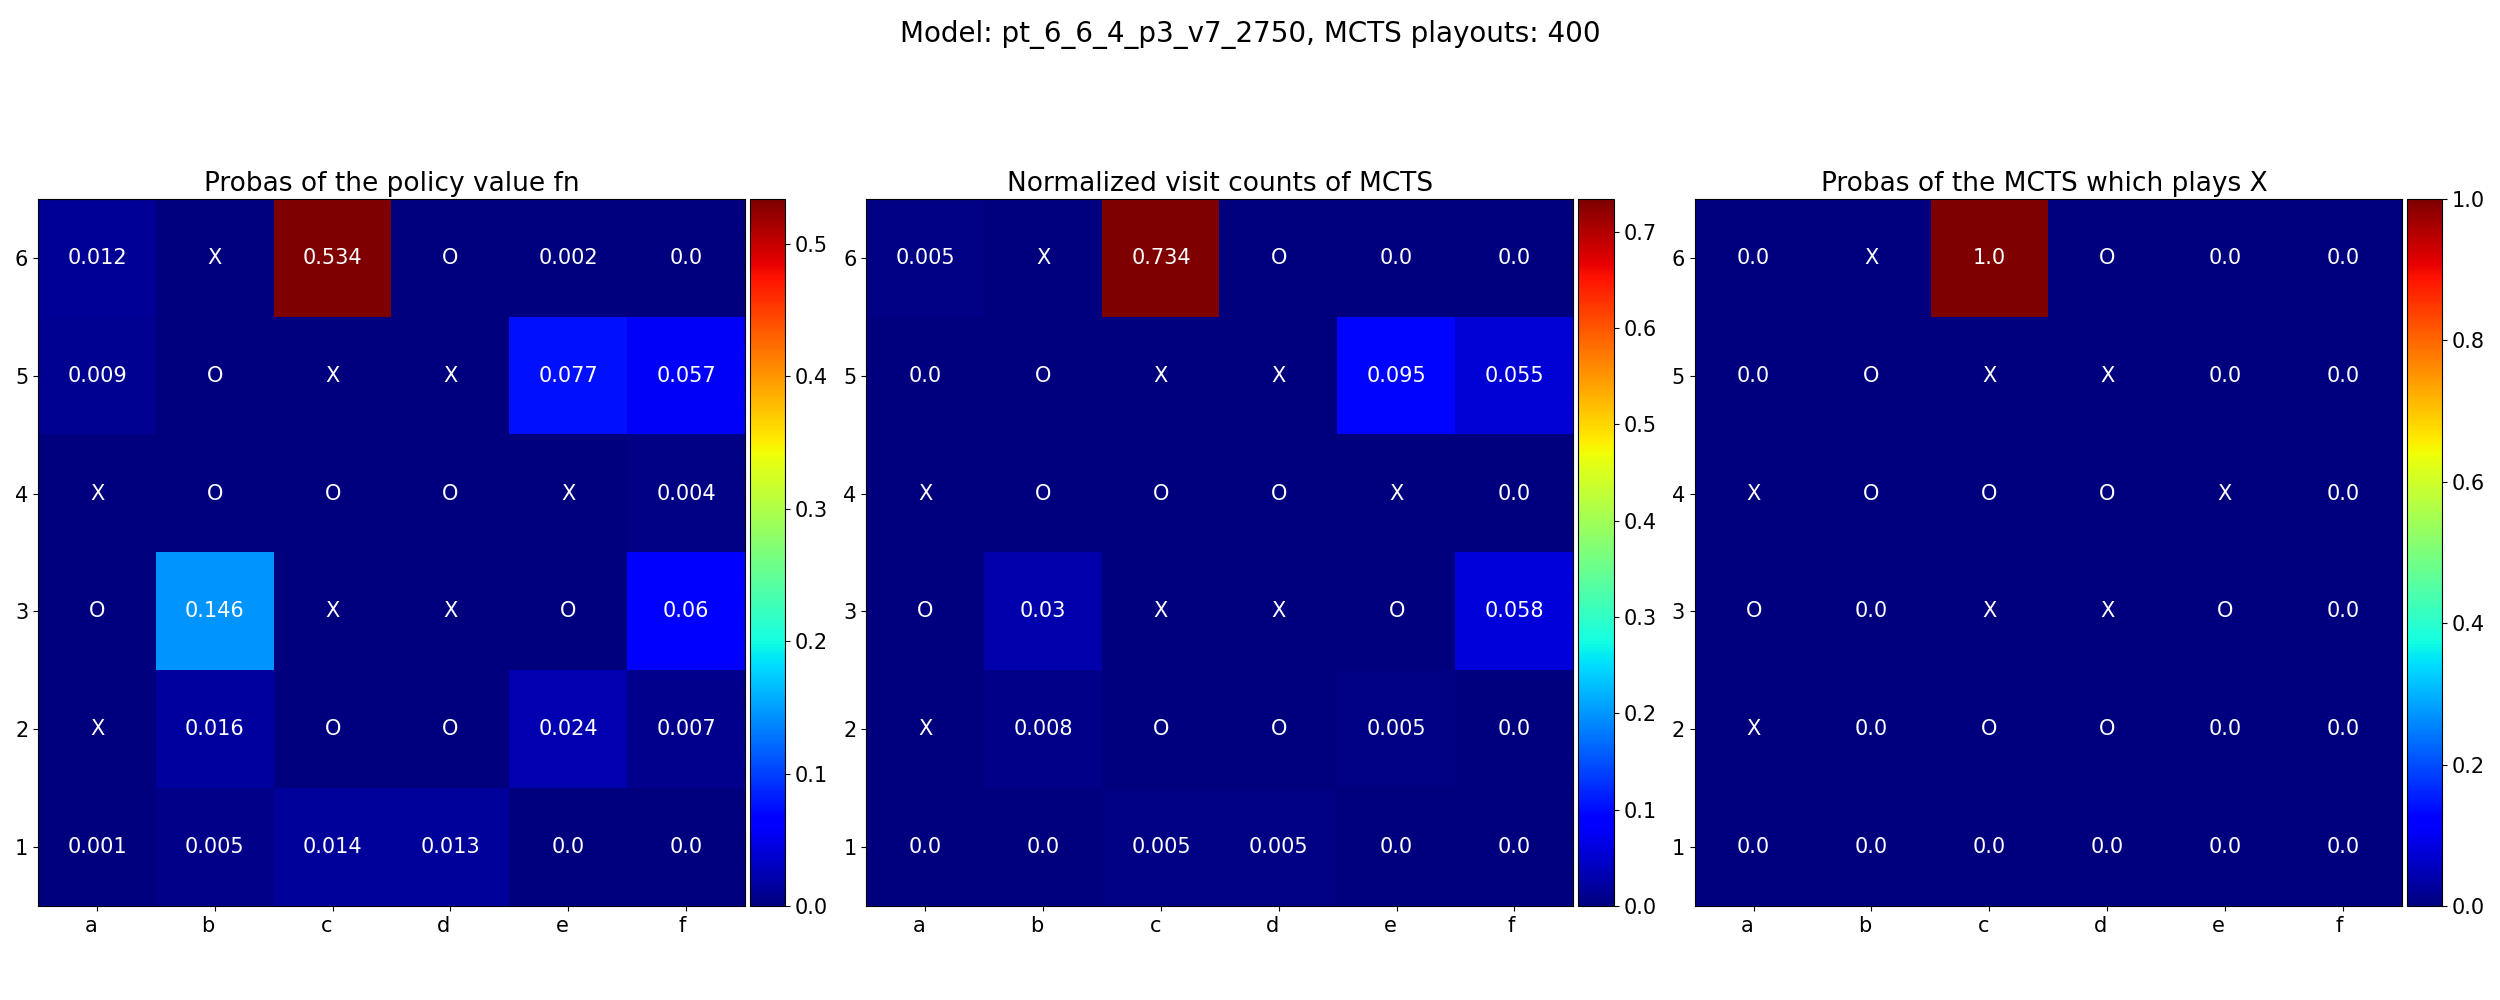 Model: pt_6_6_4_p3_v7_2750, MCTS playouts: 400
Probas of the policy value fn
6 0.012 X 0.534 O 0.002 0.0
5 0.009 O X X 0.077 0.057
4 X O O O X 0.004
3 O 0.146 X X O 0.06
2 X 0.016 O O 0.024 0.007
1 0.001 0.005 0.014 0.013 0.0 0.0
a b c d e f
0.5
0.4
0.3
0.2
0.1
0.0
Normalized visit counts of MCTS
6 0.005 X 0.734 O 0.0 0.0
5 0.0 O X X 0.095 0.055
4 X O O O X 0.0
3 O 0.03 X X O 0.058
2 X 0.008 O O 0.005 0.0
1 0.0 0.0 0.005 0.005 0.0 0.0
a b c d e f
0.7
0.6
0.5
0.4
0.3
0.2
0.1
0.0
Probas of the MCTS which plays X
6 0.0 X 1.0 O 0.0 0.0
5 0.0 O X X 0.0 0.0
4 X O O O X 0.0
3 O 0.0 X X O 0.0
2 X 0.0 O O 0.0 0.0
1 0.0 0.0 0.0 0.0 0.0 0.0
a b c d e f
1.0
0.8
0.6
0.4
0.2
0.0